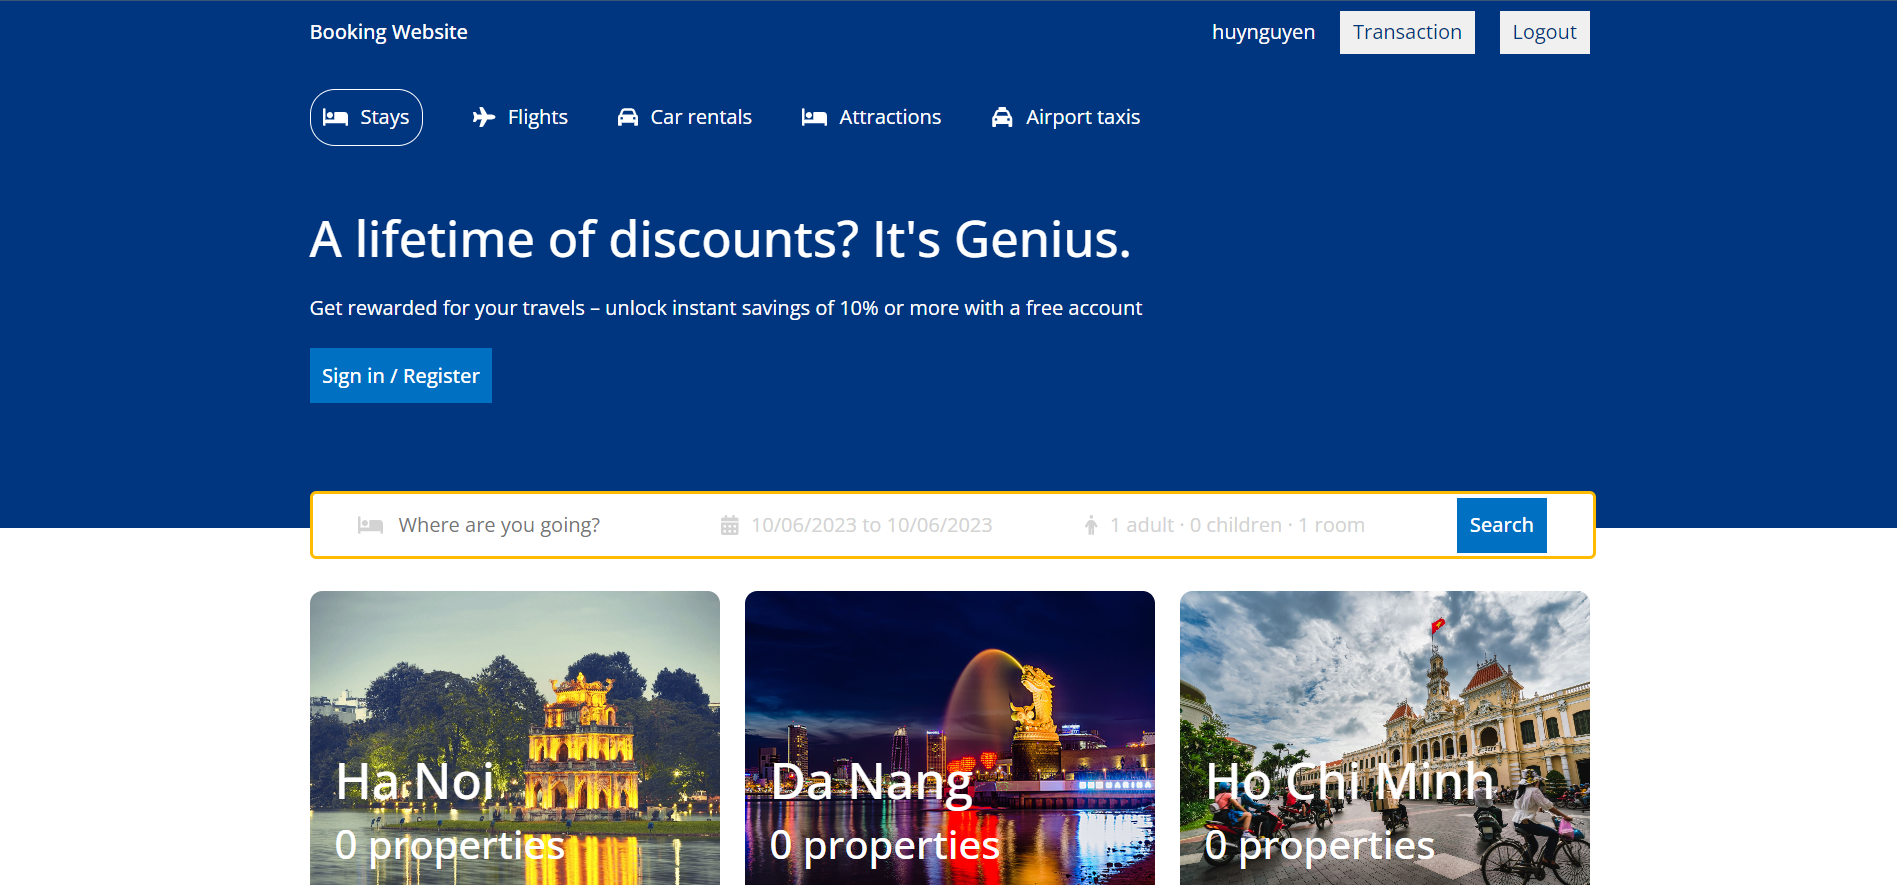 Booking Website
huynguyen
Transaction
Logout
Stays
Flights
Car rentals
Attractions
Airport taxis
A lifetime of discounts? It's Genius.
Get rewarded for your travels – unlock instant savings of 10% or more with a free account
Sign in / Register
Where are you going?
10/06/2023 to 10/06/2023
1 adult · 0 children · 1 room
Search
Ha Noi
0 properties
Da Nang
0 properties
Ho Chi Minh
0 properties